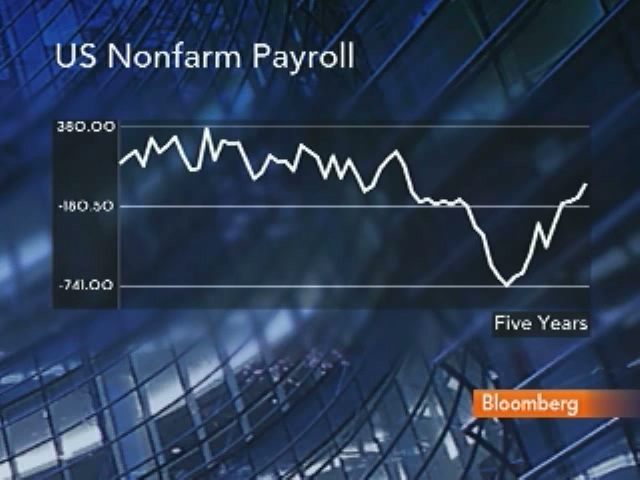 US Nonfarm Payroll
380.00
-180.50
-741.00
Five Years
Bloomberg